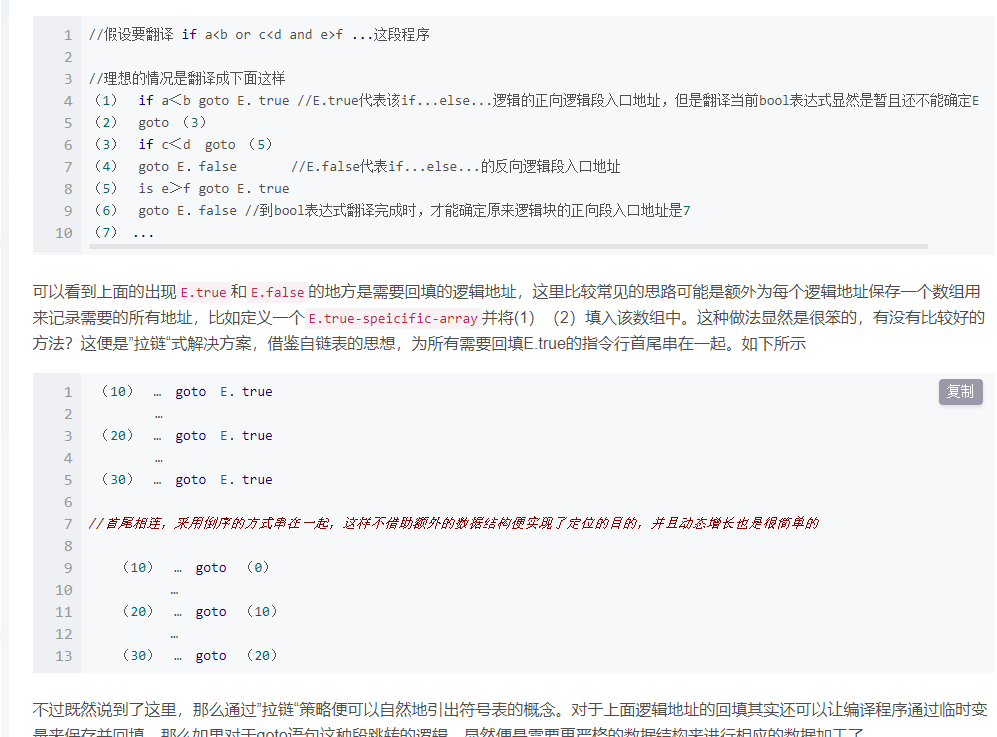 1 //假设要翻译 if a<b or c<d and e>f ...这段程序
2
3 //理想的情况是翻译成下面这样
4 （1） if a＜b goto E．true //E.true代表该if...else...逻辑的正向逻辑段入口地址，但是翻译当前bool表达式显然是暂且还不能确定E
5 （2） goto （3）
6 （3） if c＜d goto （5）
7 （4） goto E．false //E.false代表if...else...的反向逻辑段入口地址
8 （5） is e＞f goto E．true
9 （6） goto E．false //到bool表达式翻译完成时，才能确定原来逻辑块的正向段入口地址是7
10 （7） ...
可以看到上面的出现 E.true 和 E.false 的地方是需要回填的逻辑地址，这里比较常见的思路可能是额外为每个逻辑地址保存一个数组用
来记录需要的所有地址，比如定义一个 E.true-speicific-array 并将(1) （2）填入该数组中。这种做法显然是很笨的，有没有比较好的
方法？这便是”拉链“式解决方案，借鉴自链表的思想，为所有需要回填E.true的指令行首尾串在一起。如下所示
复制
1 （10） … goto E．true
2 …
3 （20） … goto E．true
4 …
5 （30） … goto E．true
6
7 //首尾相连，采用倒序的方式串在一起，这样不借助额外的数据结构便实现了定位的目的，并且动态增长也是很简单的
8
9 （10） … goto （0）
10 …
11 （20） … goto （10）
12 …
13 （30） … goto （20）
不过既然说到了这里，那么通过”拉链“策略便可以自然地引出符号表的概念。对于上面逻辑地址的回填其实还可以让编译程序通过临时变
量来保存并回填，那么如果对于goto语句这种段跳转的逻辑，显然便是需要更严格的数据结构来进行相应的数据加工了